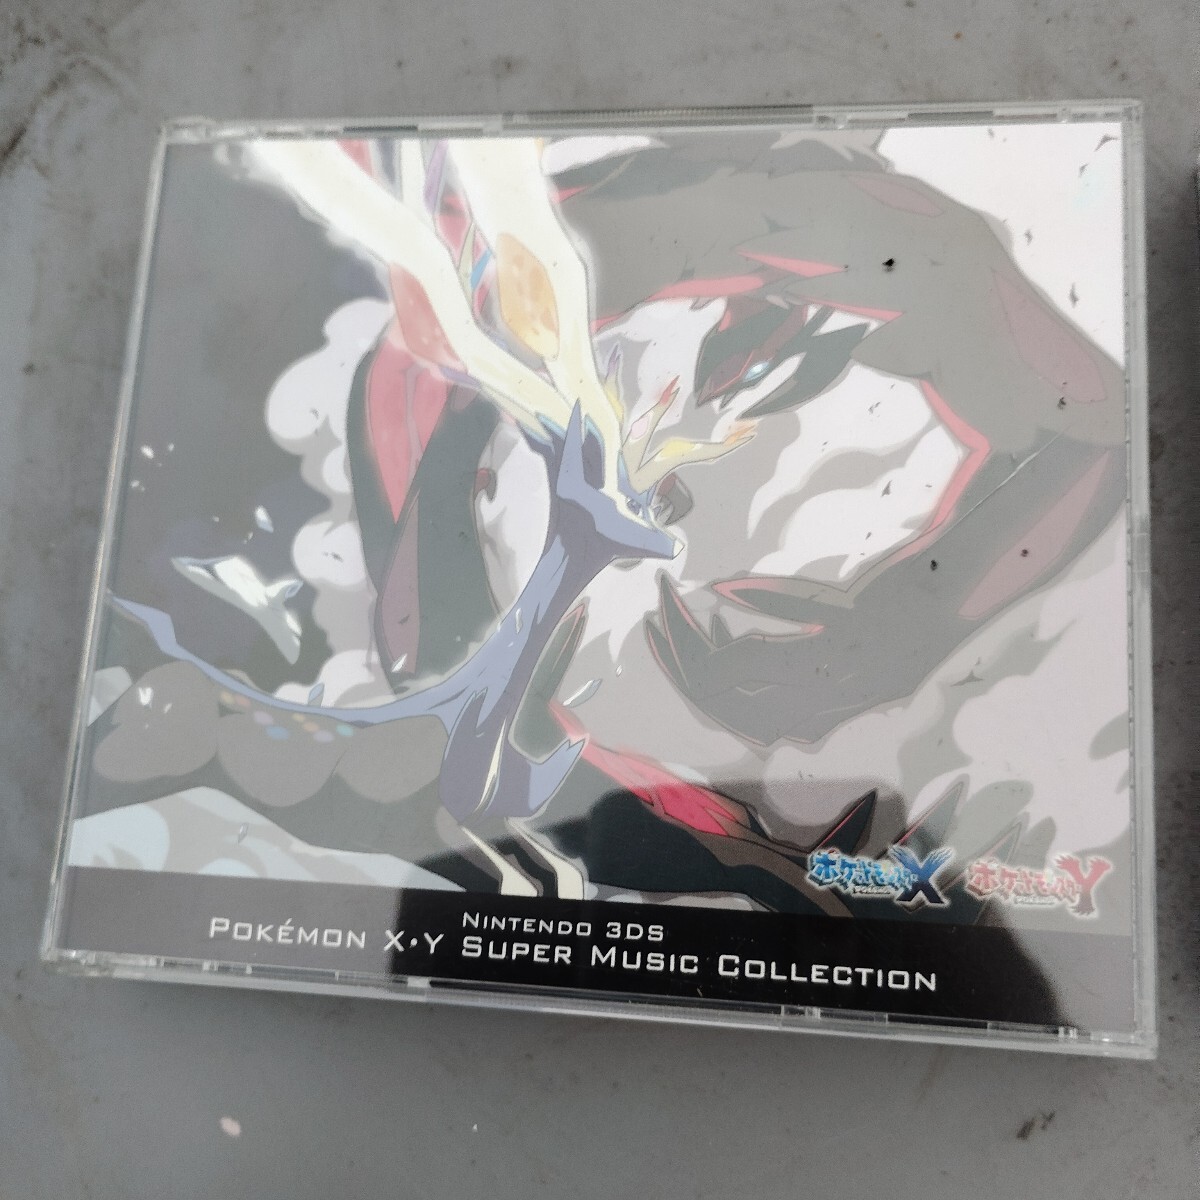 ポケットモンスターX
ポケットモンスターY
NINTENDO 3DS
POKÉMON X・Y SUPER MUSIC COLLECTION